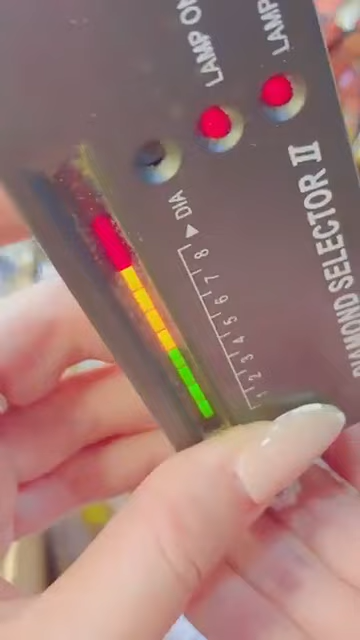 LAMP ON
LAMP
DIA
1 2 3 4 5 6 7 8
DIAMOND SELECTOR II